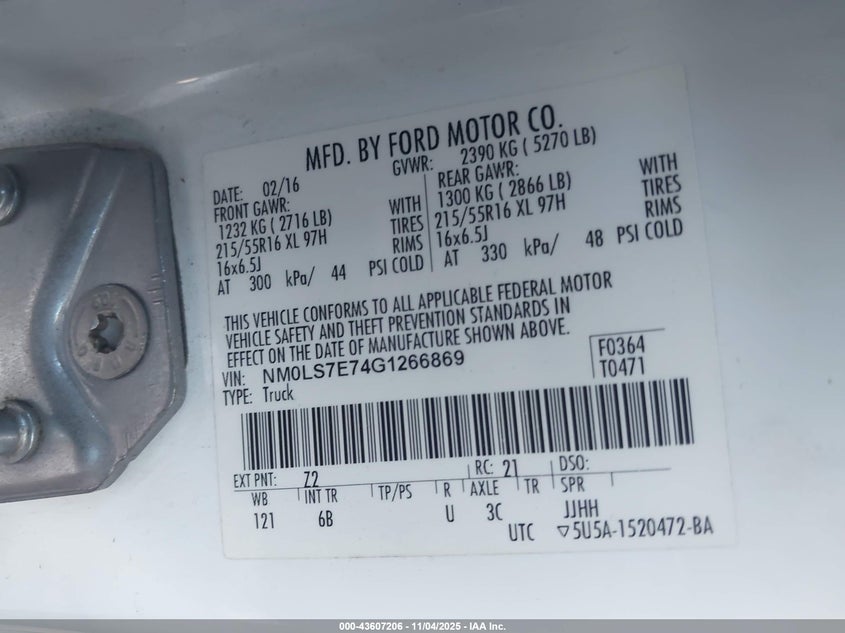 MFD. BY FORD MOTOR CO.
DATE: 02/16 GVWR: 2390 KG ( 5270 LB)
FRONT GAWR: WITH REAR GAWR: WITH
1232 KG ( 2716 LB) TIRES 1300 KG ( 2866 LB) TIRES
215/55R16 XL 97H RIMS 215/55R16 XL 97H RIMS
16x6.5J 16x6.5J
AT 300 kPa/ 44 PSI COLD AT 330 kPa/ 48 PSI COLD
THIS VEHICLE CONFORMS TO ALL APPLICABLE FEDERAL MOTOR
VEHICLE SAFETY AND THEFT PREVENTION STANDARDS IN
EFFECT ON THE DATE OF MANUFACTURE SHOWN ABOVE.
VIN: NM0LS7E74G1266869 F0364
TYPE: Truck T0471
EXT PNT: Z2 RC: 21 DSO:
WB INT TR TP/PS R AXLE TR SPR
121 6B U 3C JJHH
UTC ▽5U5A-1520472-BA
000-43607206 - 11/04/2025 - IAA Inc.